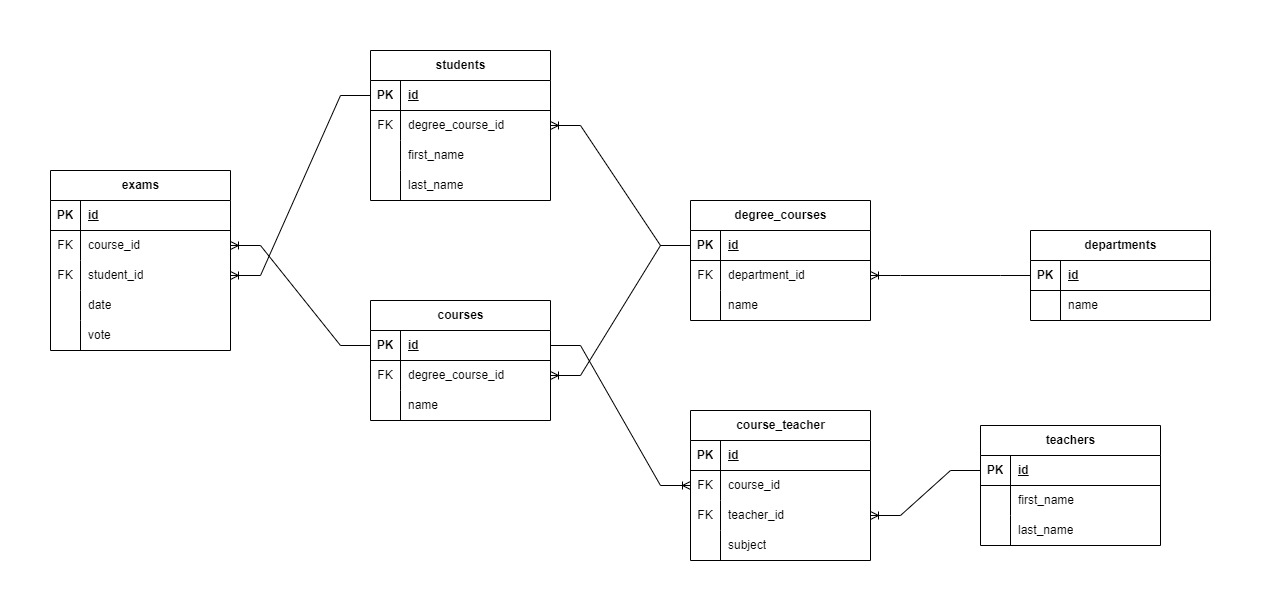 students
PK id
FK degree_course_id
first_name
last_name
exams
PK id
FK course_id
FK student_id
date
vote
degree_courses
PK id
FK department_id
name
departments
PK id
name
courses
PK id
FK degree_course_id
name
course_teacher
PK id
FK course_id
FK teacher_id
subject
teachers
PK id
first_name
last_name